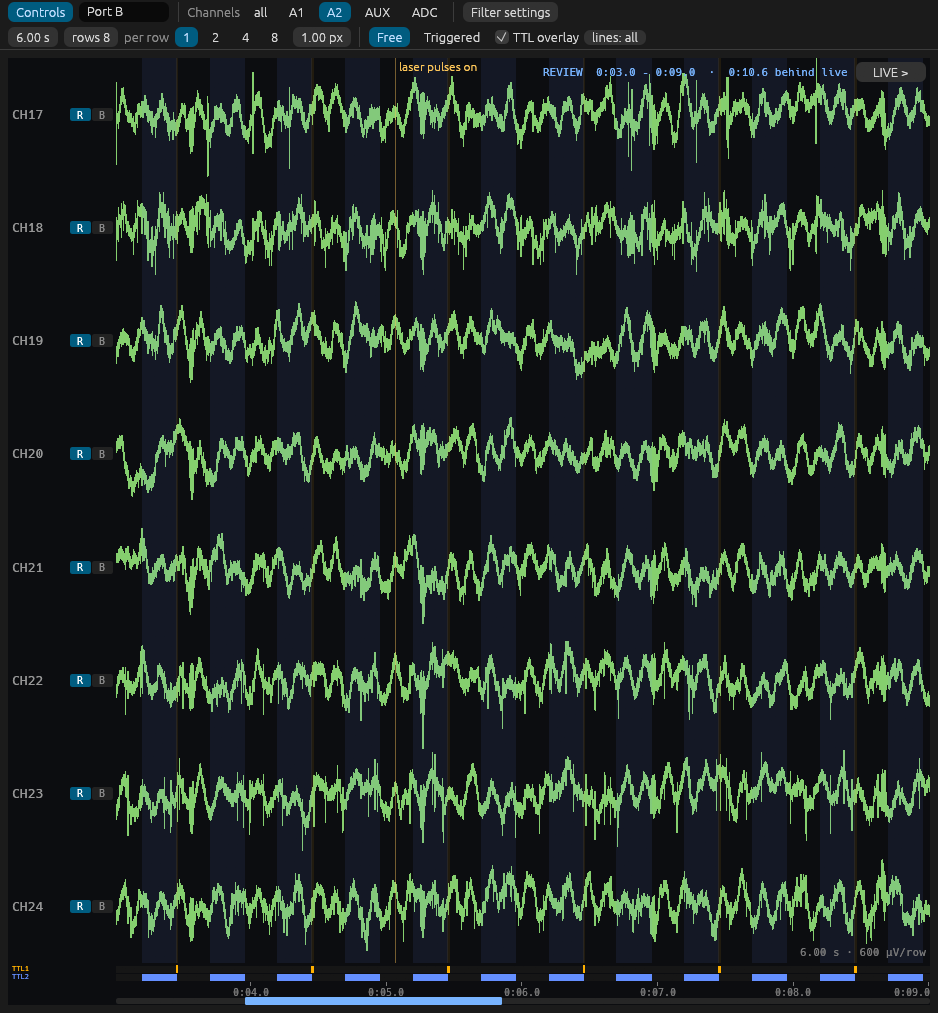 Controls Port B Channels all A1 A2 AUX ADC Filter settings
6.00 s rows 8 per row 1 2 4 8 1.00 px Free Triggered TTL overlay lines: all
laser pulses on
REVIEW 0:03.0 - 0:09.0 · 0:10.6 behind live LIVE >
CH17 R B
CH18 R B
CH19 R B
CH20 R B
CH21 R B
CH22 R B
CH23 R B
CH24 R B
6.00 s · 600 µV/row
TTL1
TTL2
0:04.0 0:05.0 0:06.0 0:07.0 0:08.0 0:09.0